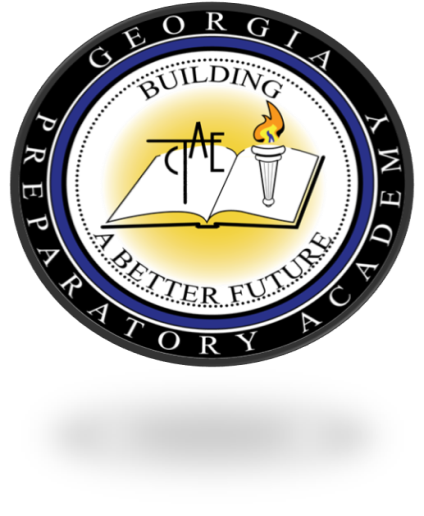 GEORGIA
PREPARATORY ACADEMY
BUILDING
CTAE
A BETTER FUTURE